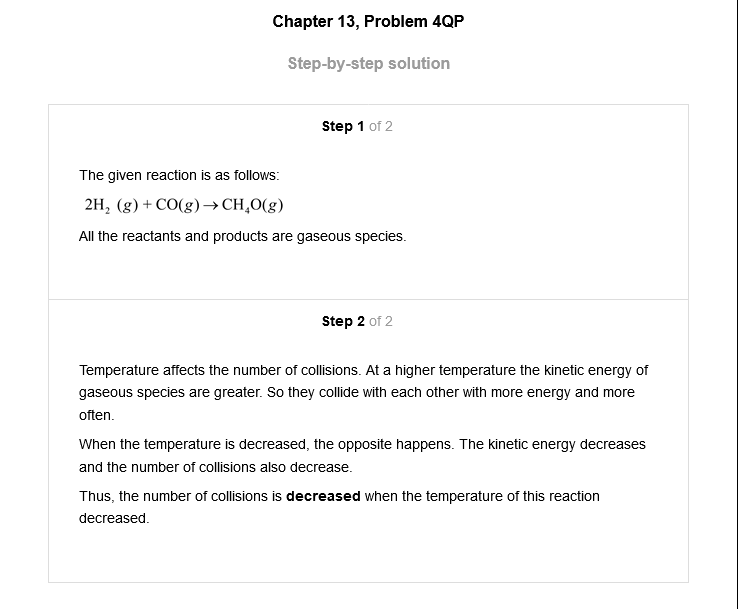 Chapter 13, Problem 4QP
Step-by-step solution
Step 1 of 2
The given reaction is as follows:
2H₂ (g) + CO(g) → CH₄O(g)
All the reactants and products are gaseous species.
Step 2 of 2
Temperature affects the number of collisions. At a higher temperature the kinetic energy of
gaseous species are greater. So they collide with each other with more energy and more
often.
When the temperature is decreased, the opposite happens. The kinetic energy decreases
and the number of collisions also decrease.
Thus, the number of collisions is decreased when the temperature of this reaction
decreased.